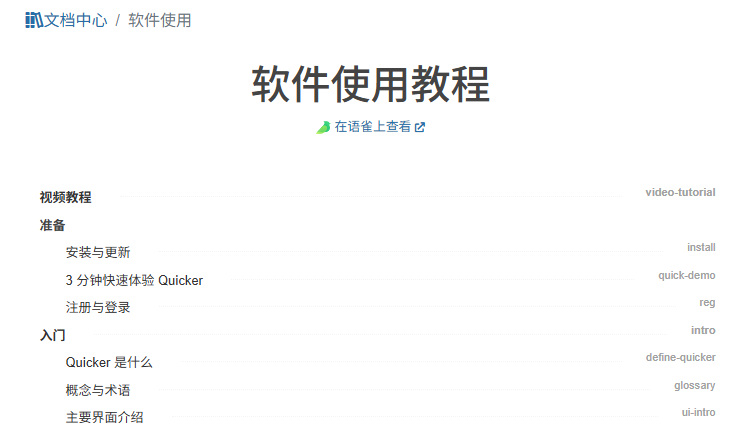 文档中心 / 软件使用
软件使用教程
在语雀上查看
视频教程 video-tutorial
准备
安装与更新 install
3 分钟快速体验 Quicker quick-demo
注册与登录 reg
入门 intro
Quicker 是什么 define-quicker
概念与术语 glossary
主要界面介绍 ui-intro